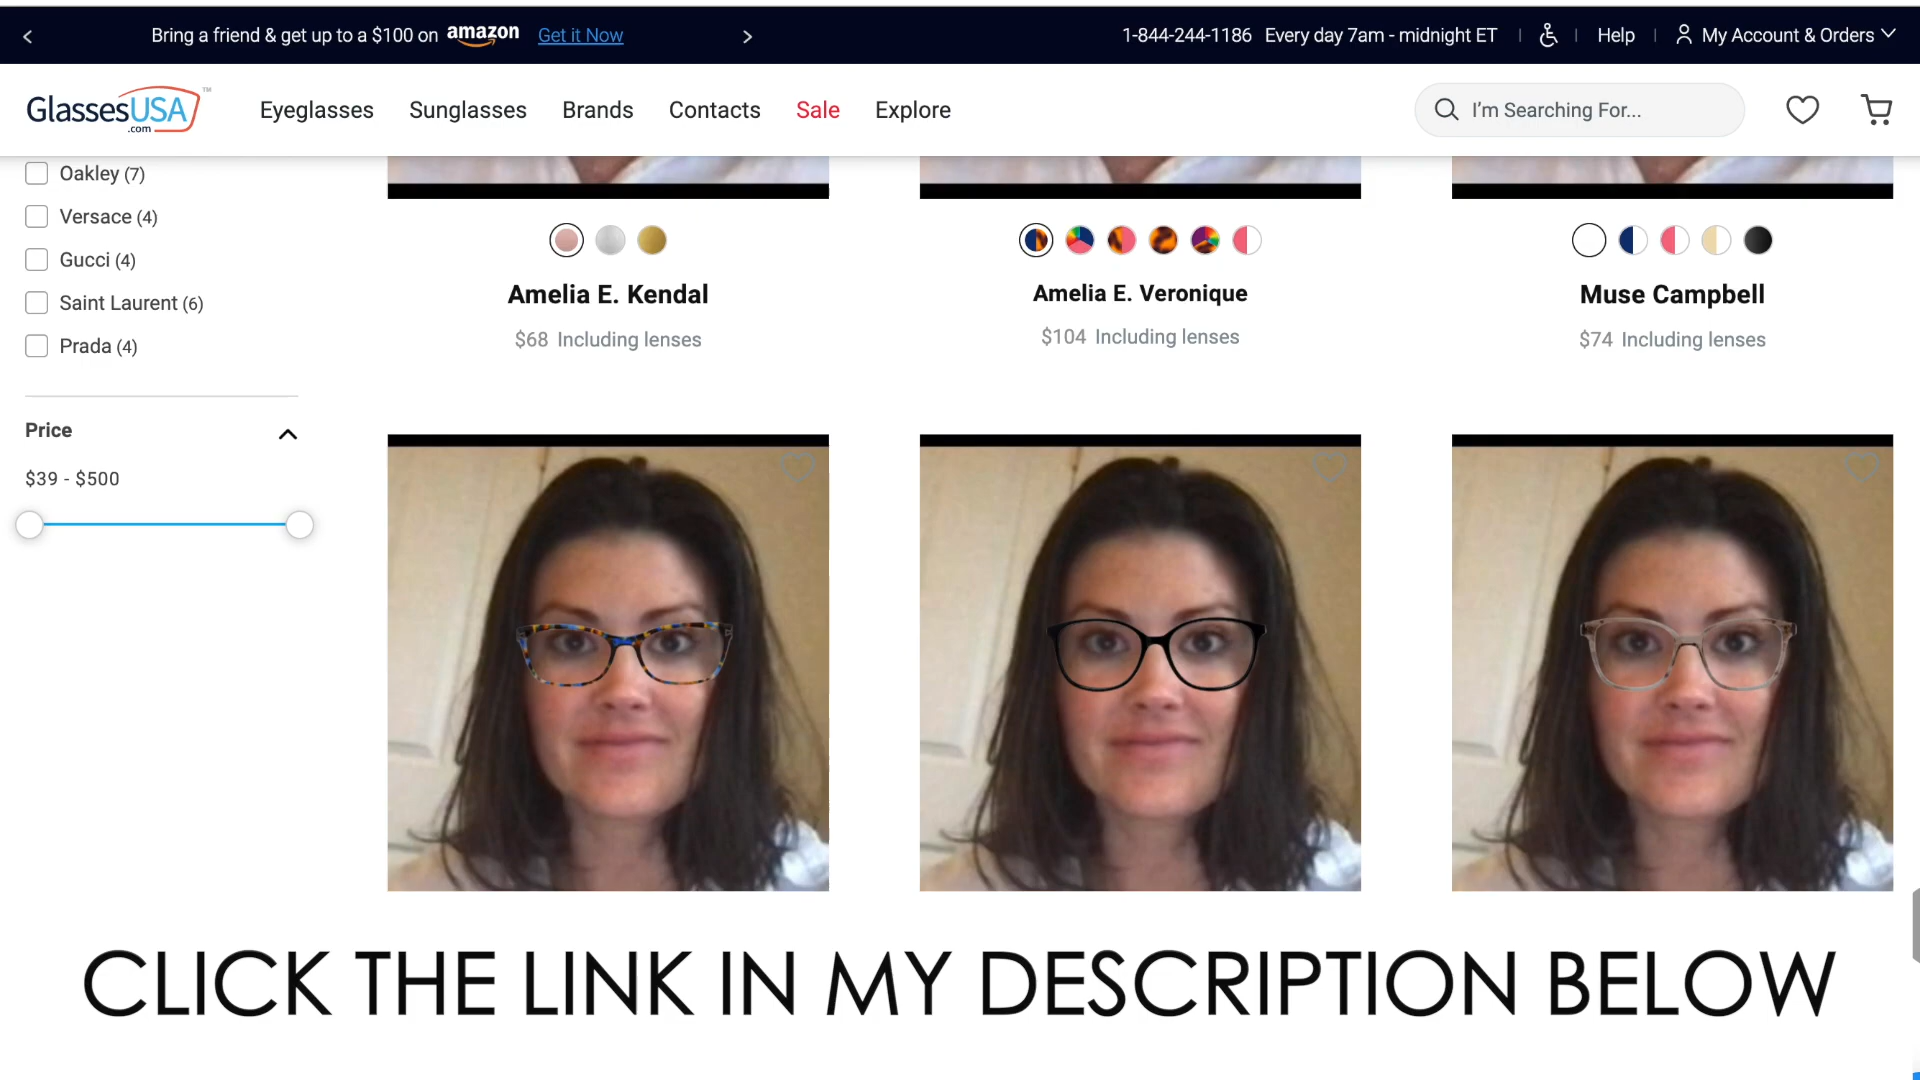 Bring a friend & get up to a $100 on amazon Get it Now
1-844-244-1186 Every day 7am - midnight ET | | Help | My Account & Orders
GlassesUSA.com™
Eyeglasses Sunglasses Brands Contacts Sale Explore
I'm Searching For...
Oakley (7)
Versace (4)
Gucci (4)
Saint Laurent (6)
Prada (4)
Price
$39 - $500
Amelia E. Kendal
$68 Including lenses
Amelia E. Veronique
$104 Including lenses
Muse Campbell
$74 Including lenses
CLICK THE LINK IN MY DESCRIPTION BELOW